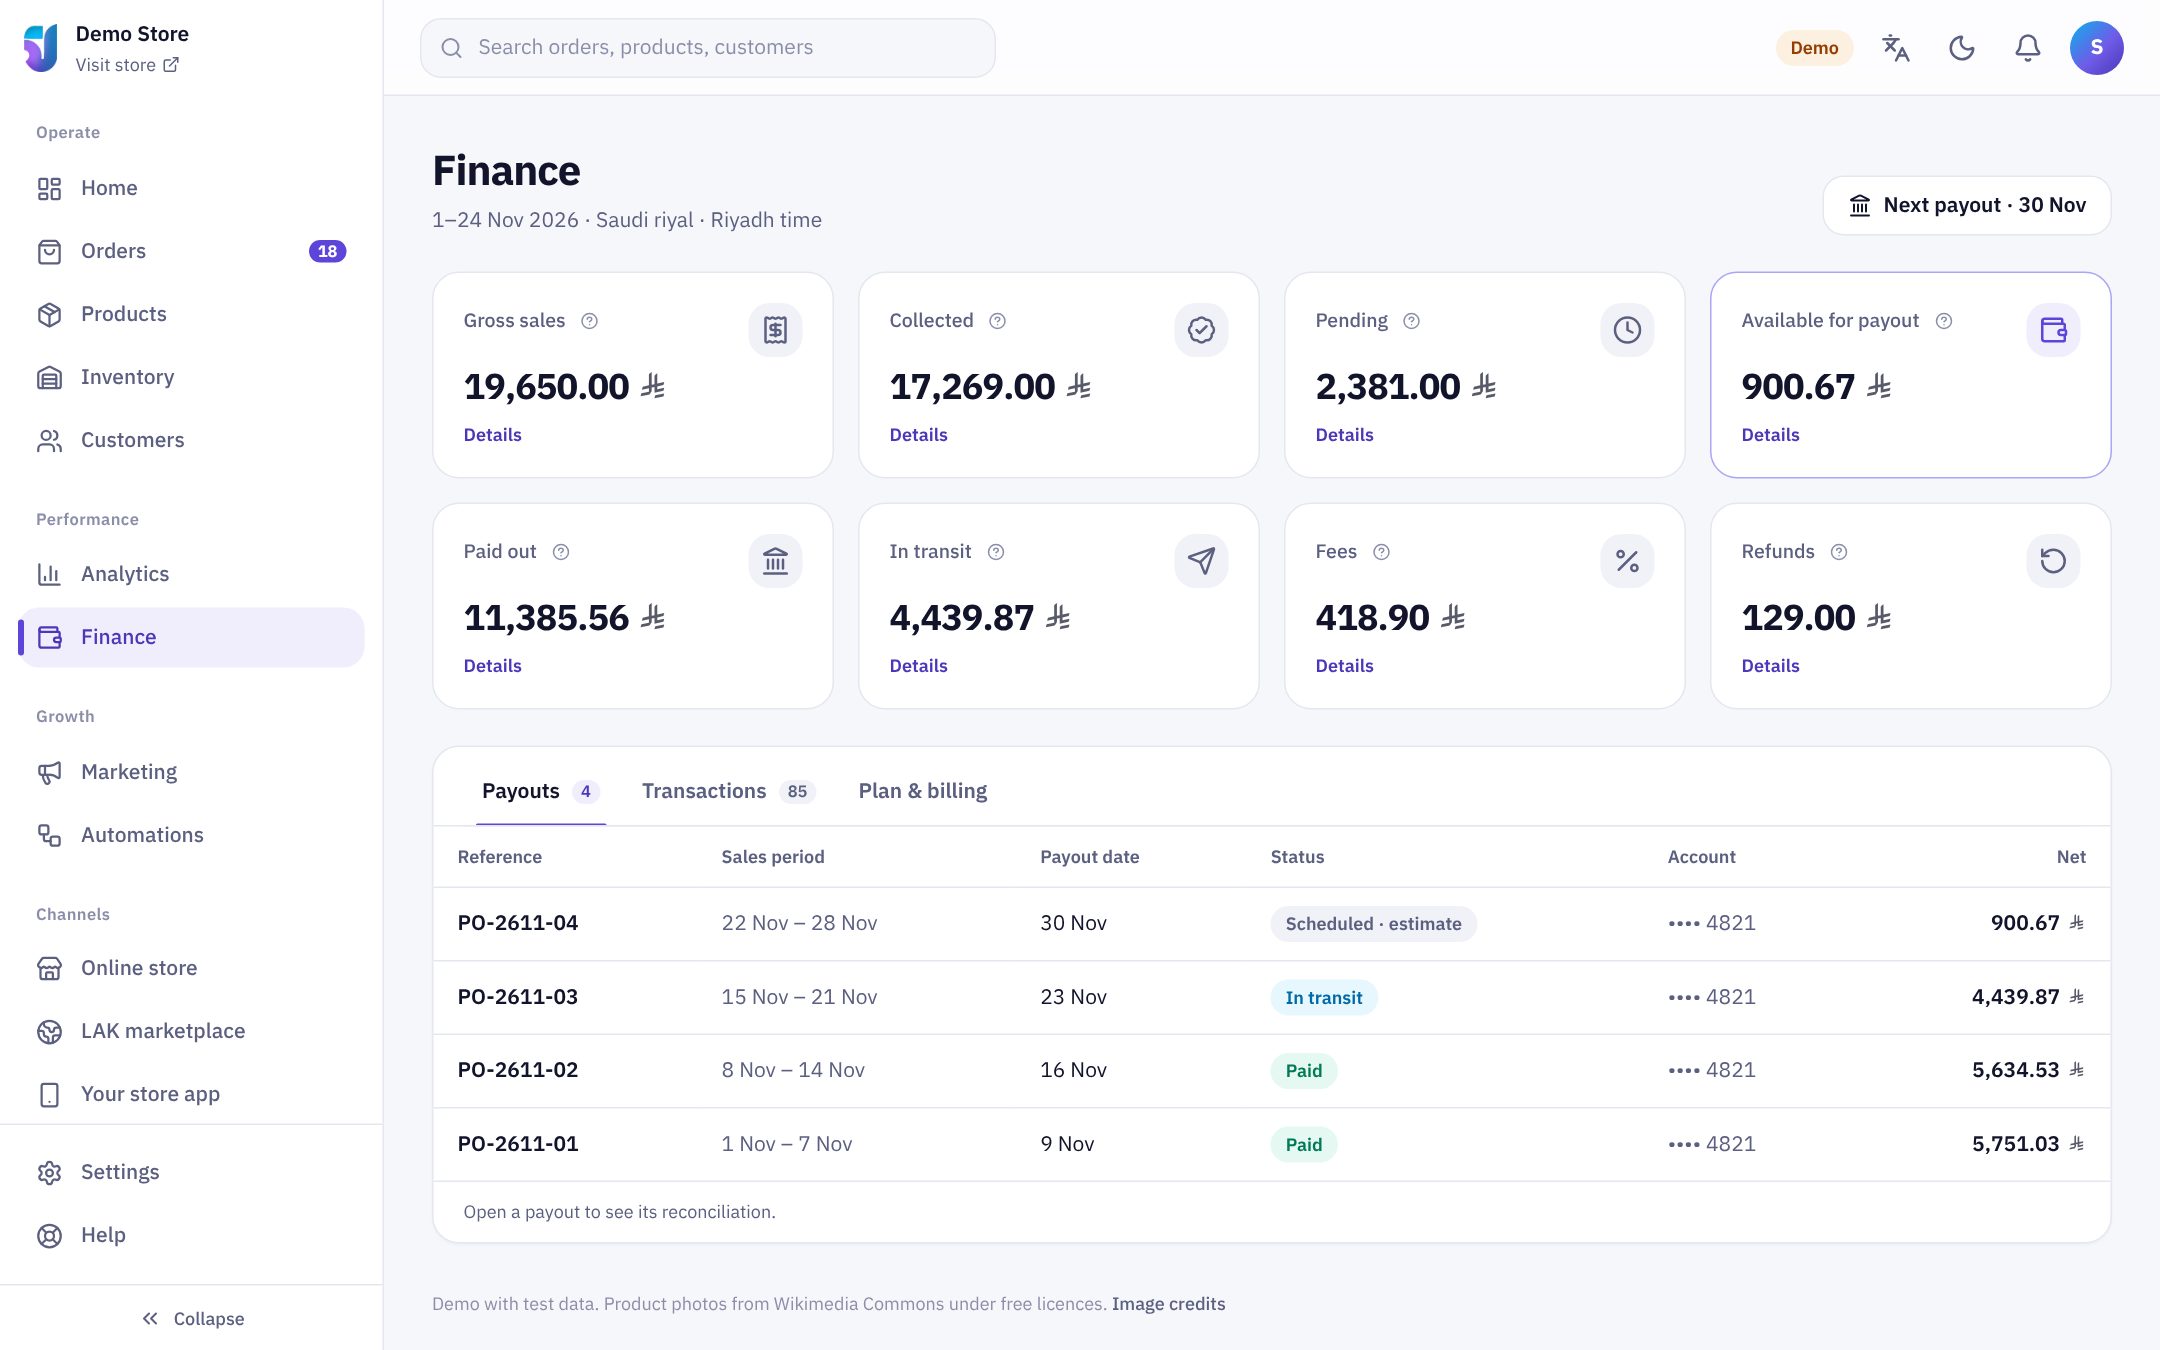 Demo Store
Visit store
Search orders, products, customers
Demo
S
Operate
Home
Orders 18
Products
Inventory
Customers
Performance
Analytics
Finance
Growth
Marketing
Automations
Channels
Online store
LAK marketplace
Your store app
Settings
Help
Collapse
Finance
1–24 Nov 2026 · Saudi riyal · Riyadh time
Next payout · 30 Nov
Gross sales
19,650.00
Details
Collected
17,269.00
Details
Pending
2,381.00
Details
Available for payout
900.67
Details
Paid out
11,385.56
Details
In transit
4,439.87
Details
Fees
418.90
Details
Refunds
129.00
Details
Payouts 4 Transactions 85 Plan & billing
Reference Sales period Payout date Status Account Net
PO-2611-04 22 Nov – 28 Nov 30 Nov Scheduled · estimate •••• 4821 900.67
PO-2611-03 15 Nov – 21 Nov 23 Nov In transit •••• 4821 4,439.87
PO-2611-02 8 Nov – 14 Nov 16 Nov Paid •••• 4821 5,634.53
PO-2611-01 1 Nov – 7 Nov 9 Nov Paid •••• 4821 5,751.03
Open a payout to see its reconciliation.
Demo with test data. Product photos from Wikimedia Commons under free licences. Image credits